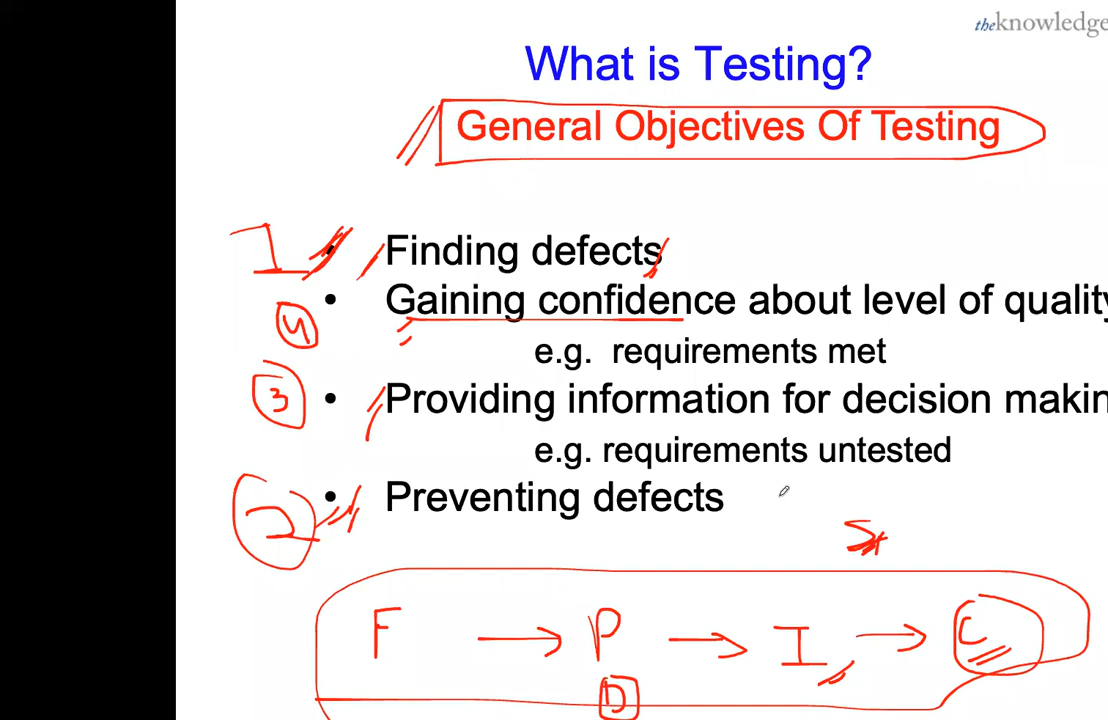 theknowledge
What is Testing?
General Objectives Of Testing
1 • Finding defects
4 • Gaining confidence about level of quality
e.g. requirements met
3 • Providing information for decision makin
e.g. requirements untested
2 • Preventing defects
F → P → I → C
D